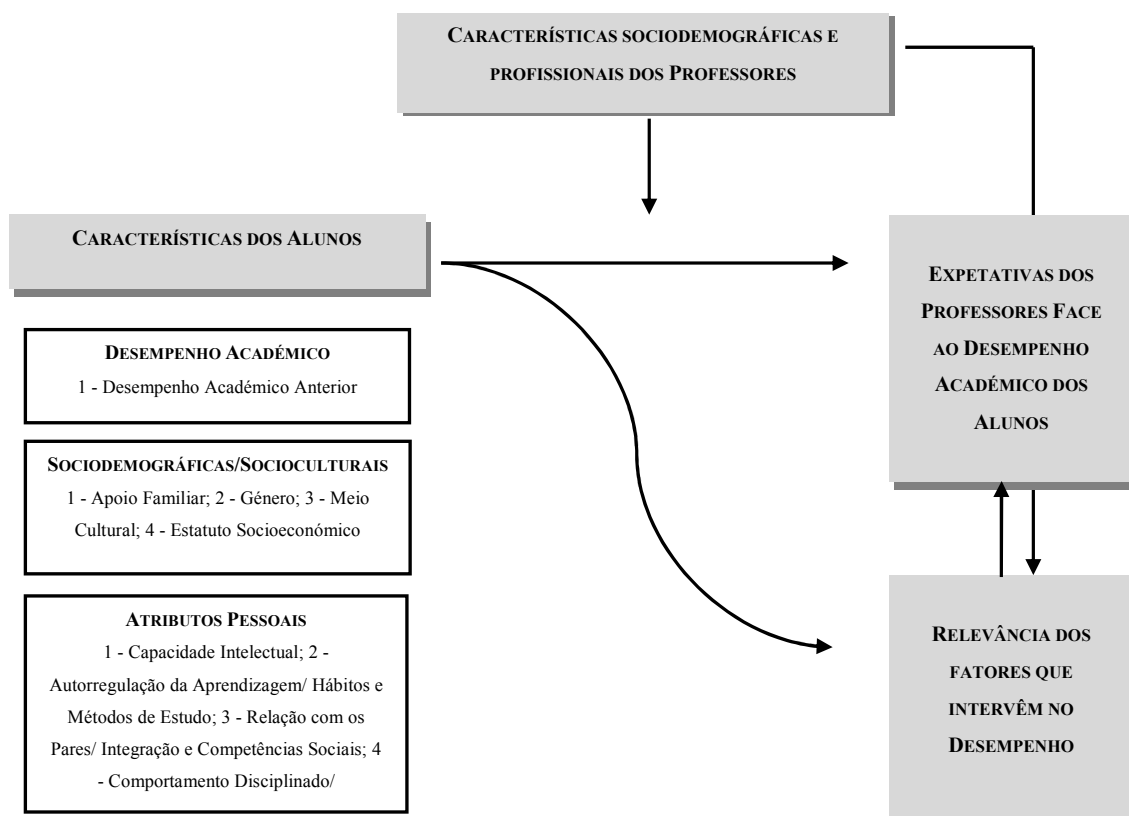 CARACTERÍSTICAS SOCIODEMOGRÁFICAS E
PROFISSIONAIS DOS PROFESSORES
CARACTERÍSTICAS DOS ALUNOS
DESEMPENHO ACADÉMICO
1 - Desempenho Académico Anterior
SOCIODEMOGRÁFICAS/SOCIOCULTURAIS
1 - Apoio Familiar; 2 - Género; 3 - Meio
Cultural; 4 - Estatuto Socioeconómico
ATRIBUTOS PESSOAIS
1 - Capacidade Intelectual; 2 -
Autorregulação da Aprendizagem/ Hábitos e
Métodos de Estudo; 3 - Relação com os
Pares/ Integração e Competências Sociais; 4
- Comportamento Disciplinado/
EXPETATIVAS DOS
PROFESSORES FACE
AO DESEMPENHO
ACADÉMICO DOS
ALUNOS
RELEVÂNCIA DOS
FATORES QUE
INTERVÊM NO
DESEMPENHO